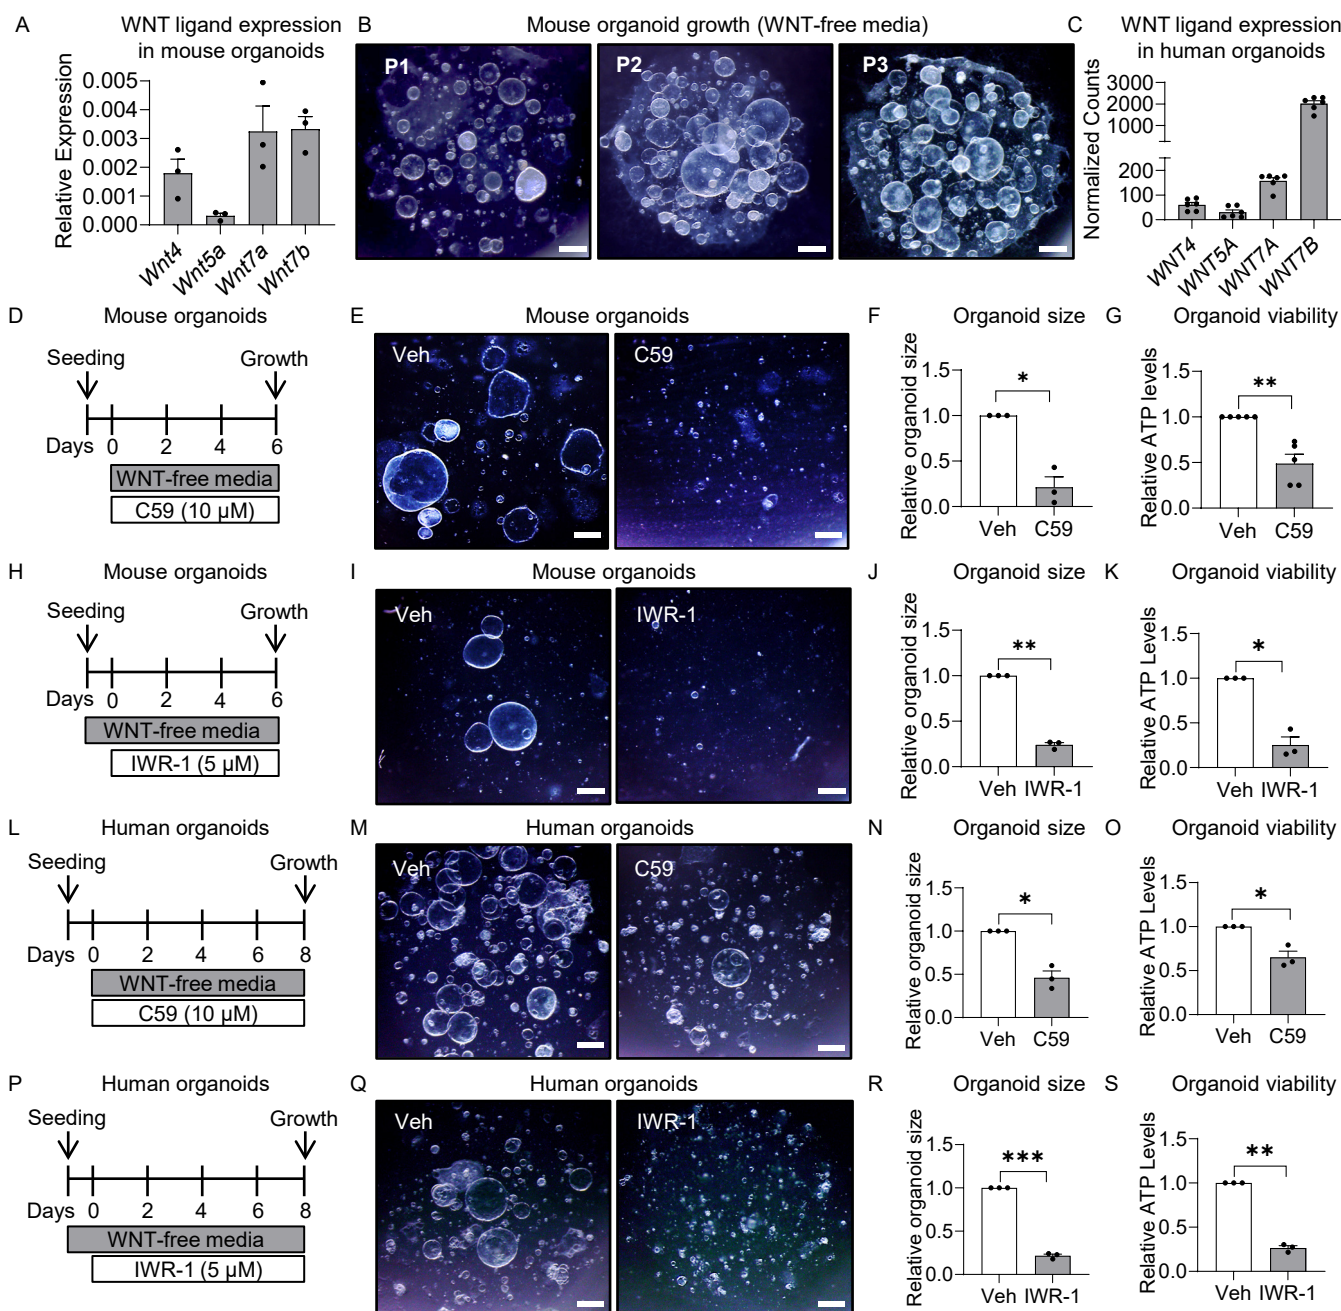 A
WNT ligand expression
in mouse organoids
Relative Expression
0.005
0.004
0.003
0.002
0.001
0.000
Wnt4
Wnt5a
Wnt7a
Wnt7b
B
Mouse organoid growth (WNT-free media)
P1
P2
P3
C
WNT ligand expression
in human organoids
Normalized Counts
3000
2000
1000
200
100
0
WNT4
WNT5A
WNT7A
WNT7B
D
Mouse organoids
Seeding
Growth
Days 0 2 4 6
WNT-free media
C59 (10 µM)
E
Mouse organoids
Veh
C59
F
Organoid size
Relative organoid size
1.5
1.0
0.5
0.0
*
Veh C59
G
Organoid viability
Relative ATP levels
1.5
1.0
0.5
0.0
**
Veh C59
H
Mouse organoids
Seeding
Growth
Days 0 2 4 6
WNT-free media
IWR-1 (5 µM)
I
Mouse organoids
Veh
IWR-1
J
Organoid size
Relative organoid size
1.5
1.0
0.5
0.0
**
Veh IWR-1
K
Organoid viability
Relative ATP Levels
1.5
1.0
0.5
0.0
*
Veh IWR-1
L
Human organoids
Seeding
Growth
Days 0 2 4 6 8
WNT-free media
C59 (10 µM)
M
Human organoids
Veh
C59
N
Organoid size
Relative organoid size
1.5
1.0
0.5
0.0
*
Veh C59
O
Organoid viability
Relative ATP Levels
1.5
1.0
0.5
0.0
*
Veh C59
P
Human organoids
Seeding
Growth
Days 0 2 4 6 8
WNT-free media
IWR-1 (5 µM)
Q
Human organoids
Veh
IWR-1
R
Organoid size
Relative organoid size
1.5
1.0
0.5
0.0
***
Veh IWR-1
S
Organoid viability
Relative ATP Levels
1.5
1.0
0.5
0.0
**
Veh IWR-1